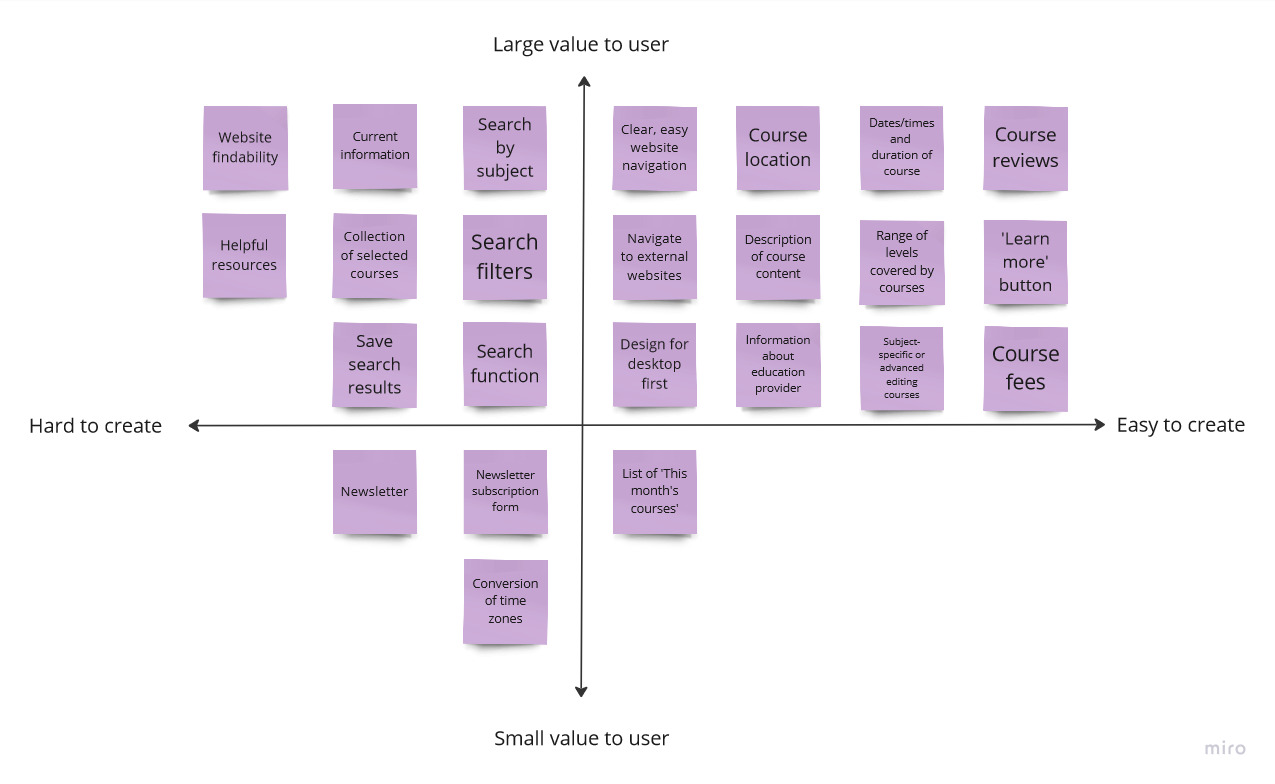 Large value to user
Website
findability
Current
information
Search
by
subject
Clear, easy
website
navigation
Course
location
Dates/times
and
duration of
course
Course
reviews
Helpful
resources
Collection
of selected
courses
Search
filters
Navigate
to external
websites
Description
of course
content
Range of
levels
covered by
courses
'Learn
more'
button
Save
search
results
Search
function
Design for
desktop
first
Information
about
education
provider
Subject-
specific or
advanced
editing
courses
Course
fees
Hard to create
Easy to create
Newsletter
Newsletter
subscription
form
List of 'This
month's
courses'
Conversion
of time
zones
Small value to user
miro